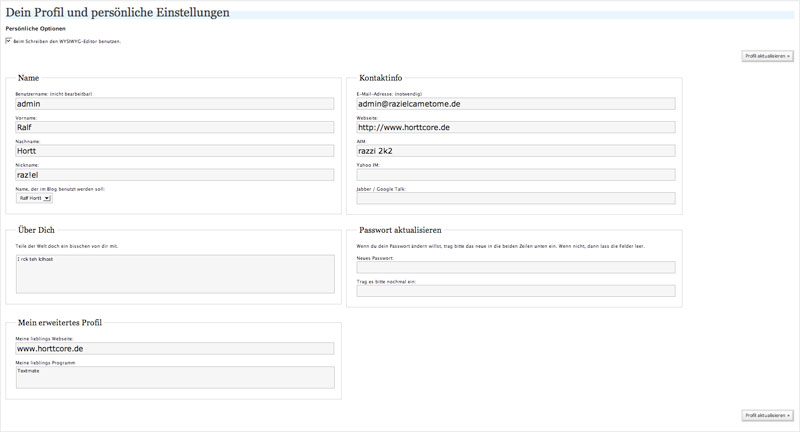 Dein Profil und persönliche Einstellungen
Persönliche Optionen
Beim Schreiben den WYSIWYG-Editor benutzen.
Profil aktualisieren »
Name
Benutzername: (nicht bearbeitbar)
admin
Vorname:
Ralf
Nachname:
Hortt
Nickname:
raz!el
Name, der im Blog benutzt werden soll:
Ralf Hortt
Kontaktinfo
E-Mail-Adresse: (notwendig)
admin@razielcametome.de
Webseite:
http://www.horttcore.de
AIM:
razzi 2k2
Yahoo IM:
Jabber / Google Talk:
Über Dich
Teile der Welt doch ein bisschen von dir mit.
I rck teh
Passwort aktualisieren
Wenn du dein Passwort ändern willst, trag bitte das neue in die beiden Zeilen unten ein. Wenn nicht, dann lass die Felder leer.
Neues Passwort:
Trag es bitte nochmal ein:
Mein erweitertes Profil
Meine lieblings Webseite:
www.horttcore.de
Meine lieblings Programm
Textmate
Profil aktualisieren »